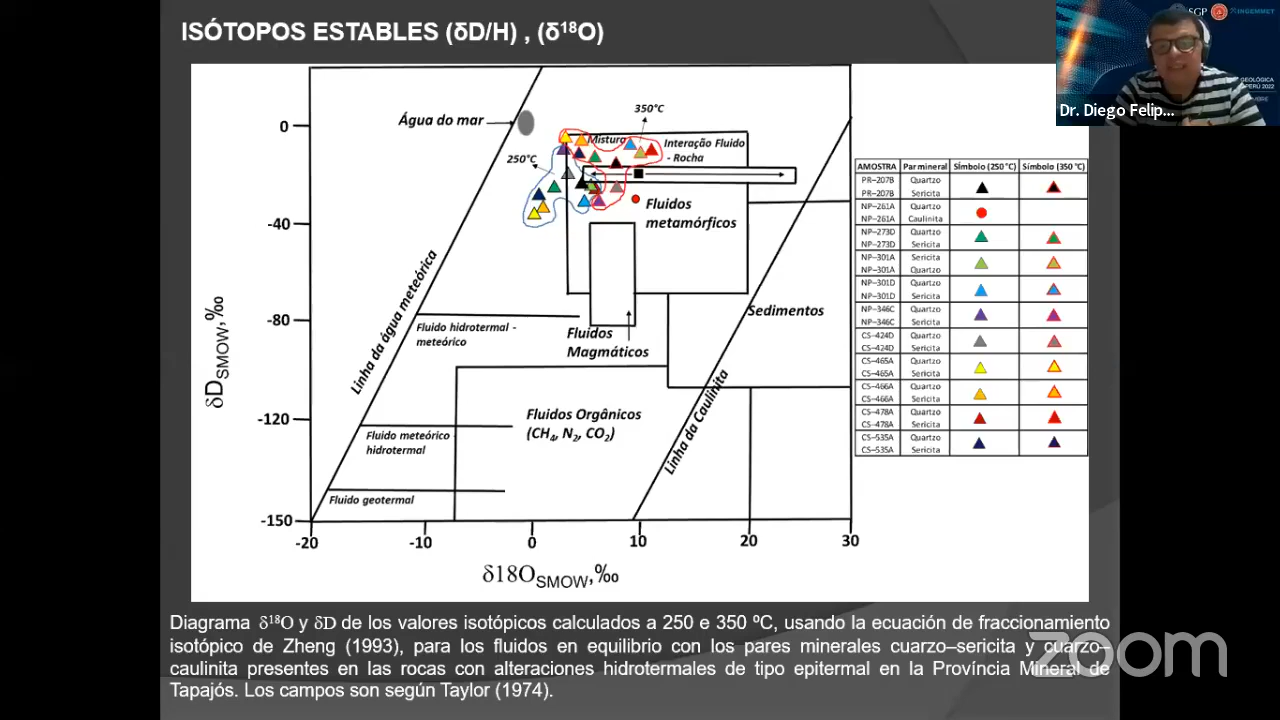 ISÓTOPOS ESTABLES (δD/H) , (δ¹⁸O)
SGP
INGEMMET
GEOLÓGICA
PERÚ 2022
Dr. Diego Felip...
Água do mar
350°C
Mistura
Interação Fluido
- Rocha
250°C
Fluidos
metamórficos
Linha da água meteórica
Sedimentos
Fluido hidrotermal -
meteórico
Fluidos
Magmáticos
Fluidos Orgânicos
(CH₄, N₂, CO₂)
Linha da Caulinita
Fluido meteórico
hidrotermal
Fluido geotermal
δD SMOW,‰
0
-40
-80
-120
-150
-20
-10
0
10
20
30
δ18O SMOW,‰
AMOSTRA Par mineral Símbolo (250°C) Símbolo (350 °C)
PR–207B Quartzo
PR–207B Sericita
NP–261A Quartzo
NP–261A Caulinita
NP–273D Quartzo
NP–273D Sericita
NP–301A Sericita
NP–301A Quartzo
NP–301D Quartzo
NP–301D Sericita
NP–346C Quartzo
NP–346C Sericita
CS–424D Quartzo
CS–424D Sericita
CS–465A Quartzo
CS–465A Sericita
CS–466A Quartzo
CS–466A Sericita
CS–478A Quartzo
CS–478A Sericita
CS–535A Quartzo
CS–535A Sericita
Diagrama δ¹⁸O y δD de los valores isotópicos calculados a 250 e 350 ºC, usando la ecuación de fraccionamiento
isotópico de Zheng (1993), para los fluidos en equilibrio con los pares minerales cuarzo–sericita y cuarzo–
caulinita presentes en las rocas con alteraciones hidrotermales de tipo epitermal en la Província Mineral de
Tapajós. Los campos son según Taylor (1974).
zoom